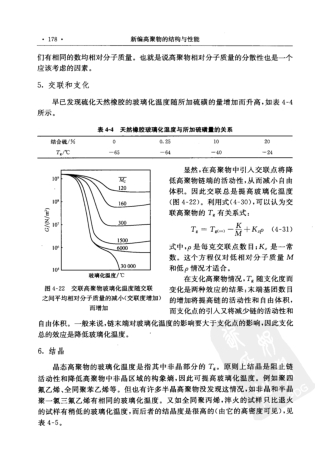 · 178 ·
新编高聚物的结构与性能
们有相同的数均相对分子质量。也就是说高聚物相对分子质量的分散性也是一个
应该考虑的因素。
5. 交联和支化
早已发现硫化天然橡胶的玻璃化温度随所加硫磺的量增加而升高,如表 4-4
所示。
表 4-4 天然橡胶玻璃化温度与所加硫磺量的关系
结合硫/% 0 0.25 10 20
Tg/℃ −65 −64 −40 −24
Mc
120
160
300
1500
6000
30 000
玻璃化温度/℃
图 4-22 交联高聚物玻璃化温度随交联
之间平均相对分子质量的减小(交联度增加)
而增加
显然,在高聚物中引入交联点将降
低高聚物链端的活动性,从而减小自由
体积。因此交联总是提高玻璃化温度
(图 4-22)。利用式(4-30),可以认为交
联高聚物的 Tg 有关系式:
Tg = Tg(∞) − K/M + Kxρ (4-31)
式中,ρ 是每克交联点数目;Kx 是一常
数。这个方程仅对低相对分子质量 M
和低 ρ 情况才适合。
在支化高聚物情况,Tg 随支化度而
变化是两种效应的结果:末端基团数目
的增加将提高链的活动性和自由体积,
而支化点的引入又将减少链的活动性和
自由体积。一般来说,链末端对玻璃化温度的影响要大于支化点的影响,因此支化
总的效应是降低玻璃化温度。
6. 结晶
晶态高聚物的玻璃化温度是指其中非晶部分的 Tg。原则上结晶是阻止链
活动性和降低高聚物中非晶区域的构象熵,因此可提高玻璃化温度。例如聚四
氟乙烯、全同聚苯乙烯等。但也有许多半晶高聚物没发现这情况,如非晶和半晶
聚一氯三氟乙烯有相同的玻璃化温度。又如全同聚丙烯,淬火的试样只比退火
的试样有稍低的玻璃化温度,而后者的结晶度是很高的(由它的高密度可见),见
表 4-5。